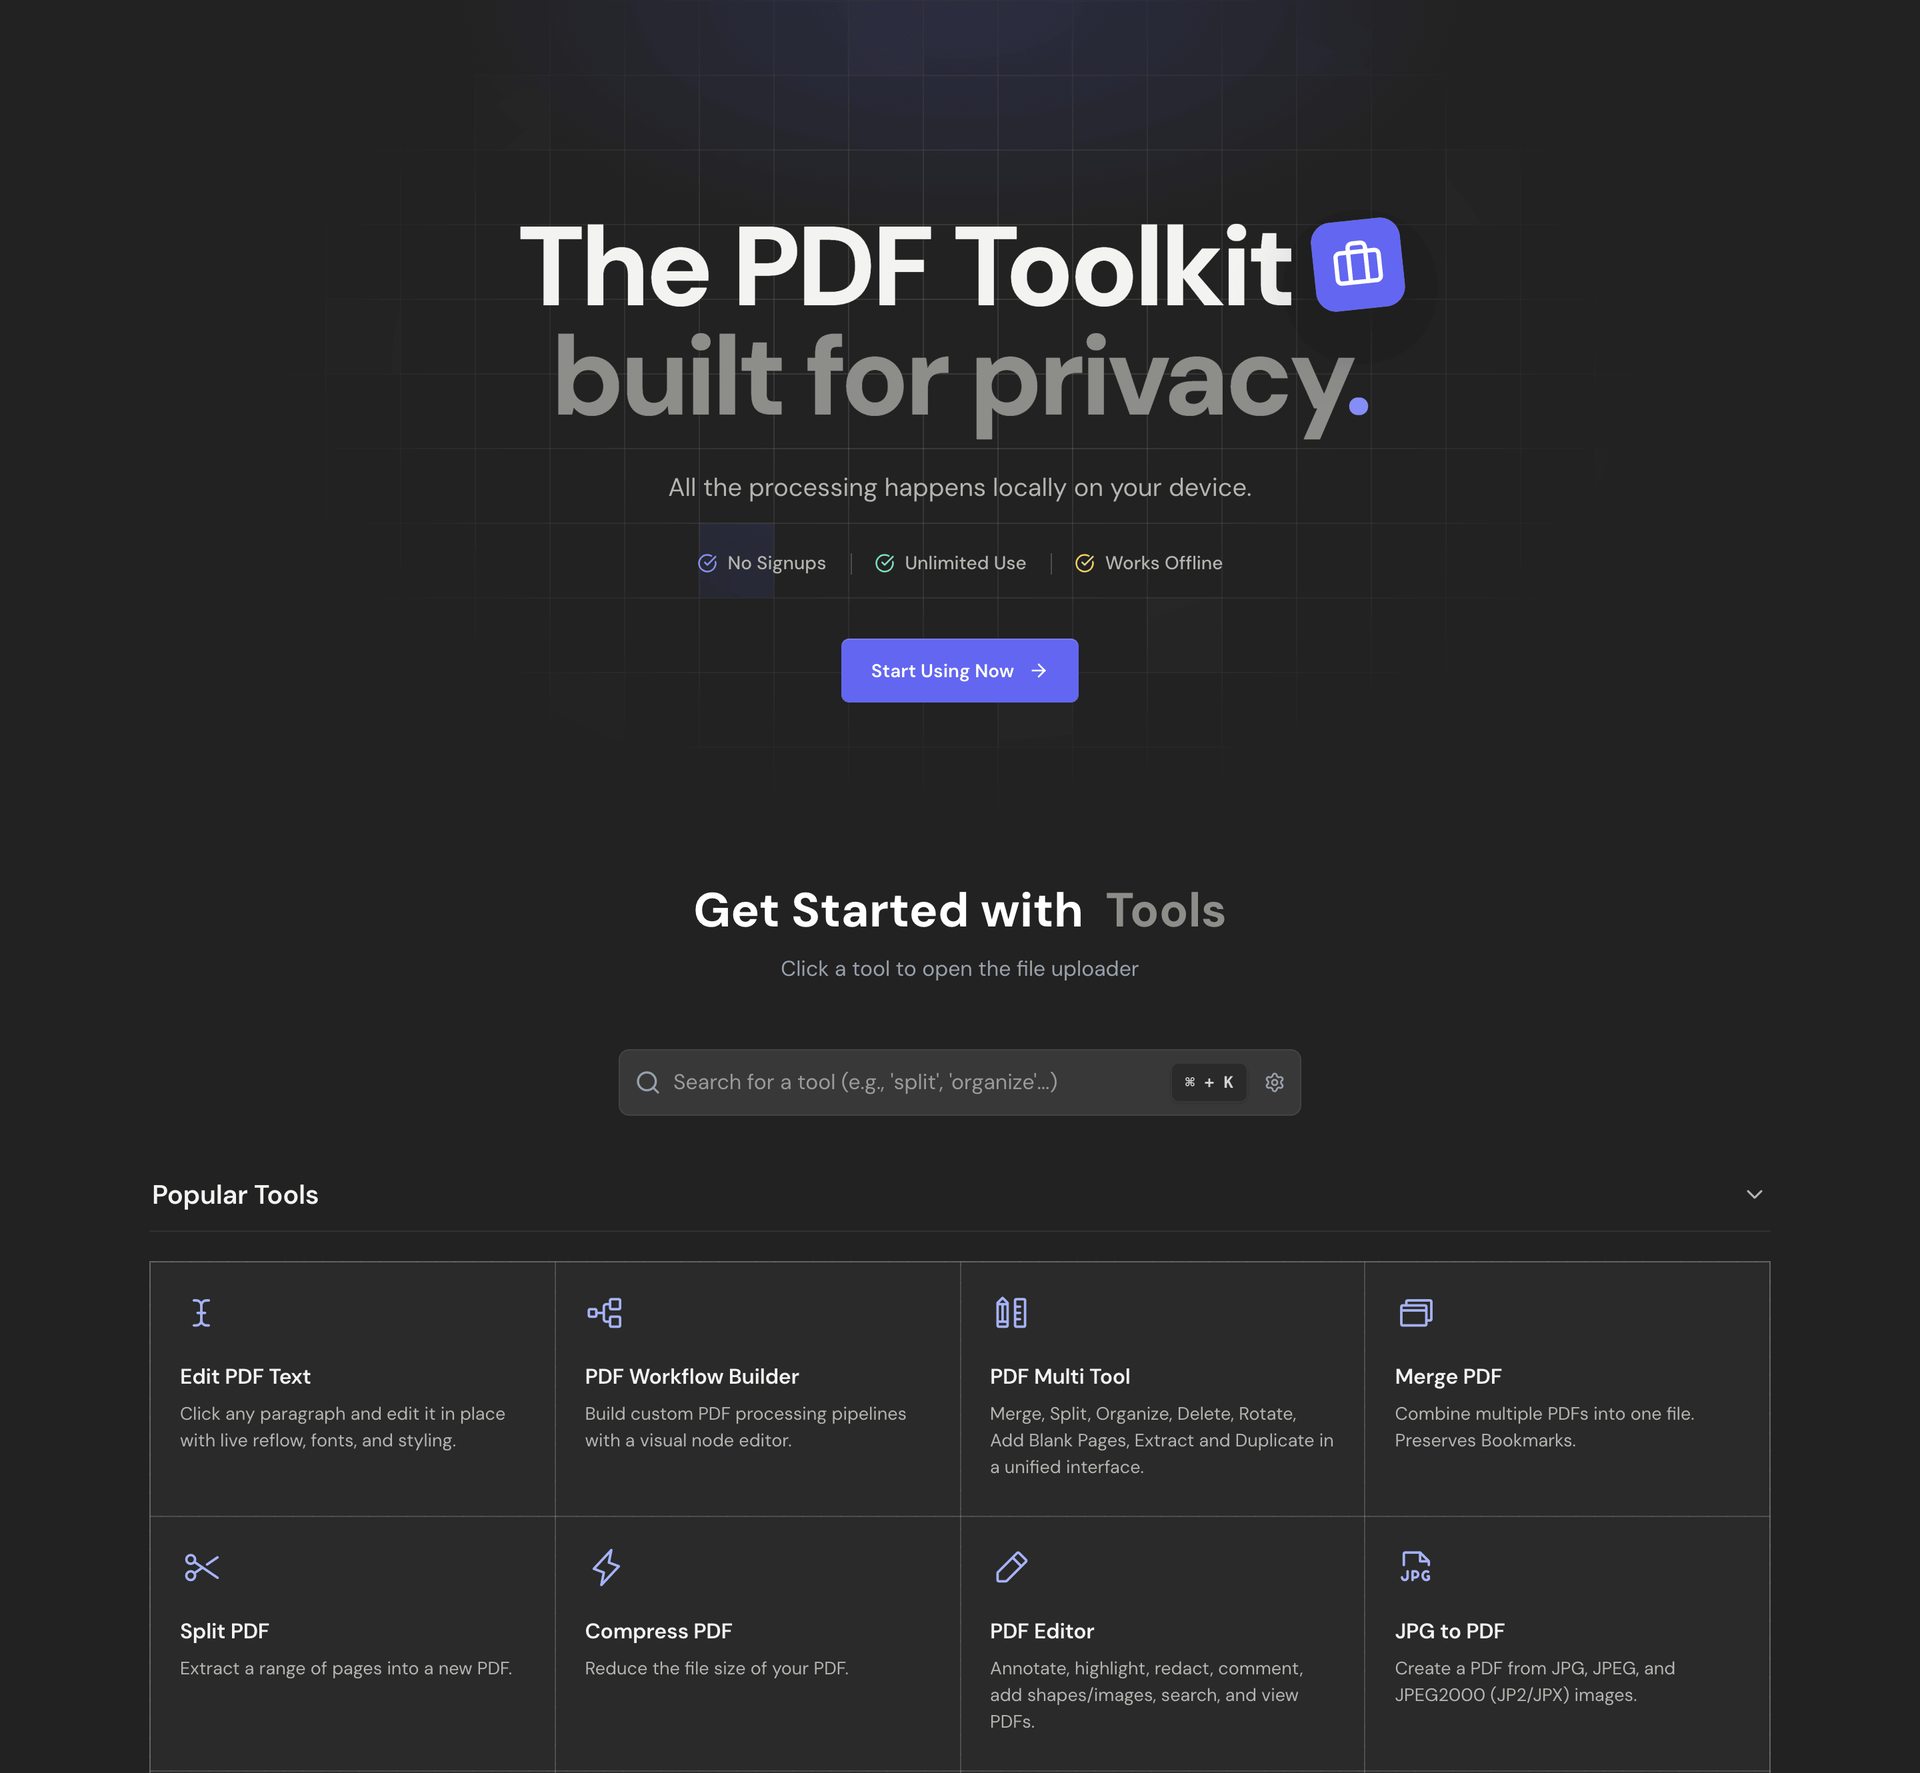 The PDF Toolkit
built for privacy.
All the processing happens locally on your device.
No Signups
Unlimited Use
Works Offline
Start Using Now
Get Started with Tools
Click a tool to open the file uploader
Search for a tool (e.g., 'split', 'organize'...)
⌘ + K
Popular Tools
Edit PDF Text
Click any paragraph and edit it in place
with live reflow, fonts, and styling.
PDF Workflow Builder
Build custom PDF processing pipelines
with a visual node editor.
PDF Multi Tool
Merge, Split, Organize, Delete, Rotate,
Add Blank Pages, Extract and Duplicate in
a unified interface.
Merge PDF
Combine multiple PDFs into one file.
Preserves Bookmarks.
Split PDF
Extract a range of pages into a new PDF.
Compress PDF
Reduce the file size of your PDF.
PDF Editor
Annotate, highlight, redact, comment,
add shapes/images, search, and view
PDFs.
JPG
JPG to PDF
Create a PDF from JPG, JPEG, and
JPEG2000 (JP2/JPX) images.